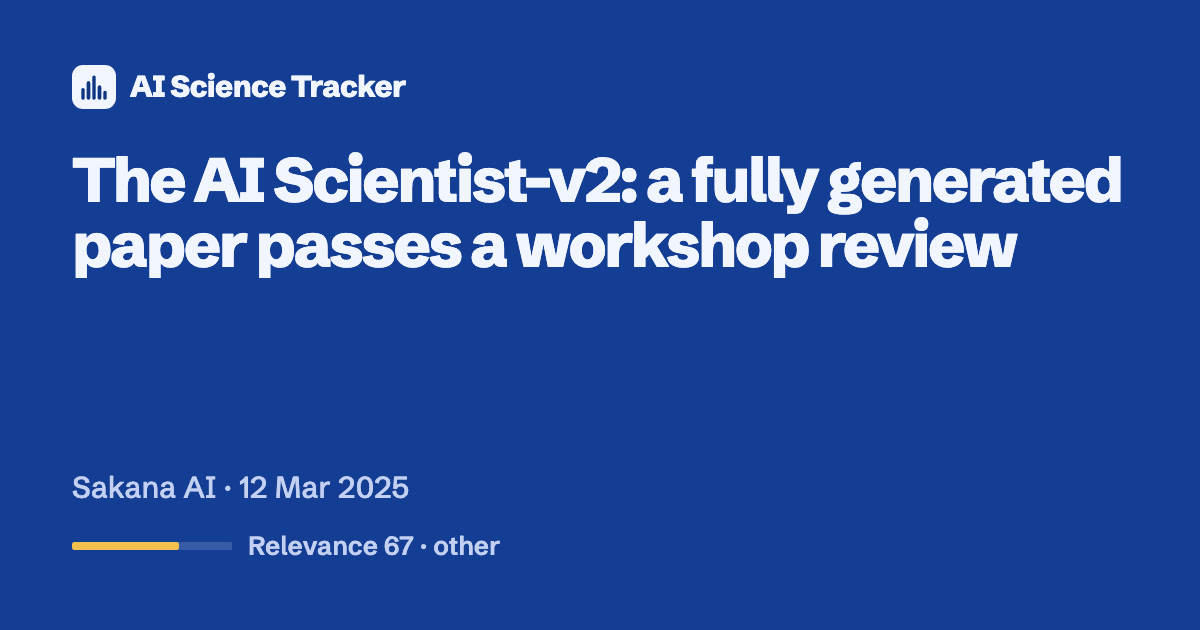 AI Science Tracker
The AI Scientist-v2: a fully generated
paper passes a workshop review
Sakana AI · 12 Mar 2025
Relevance 67 · other